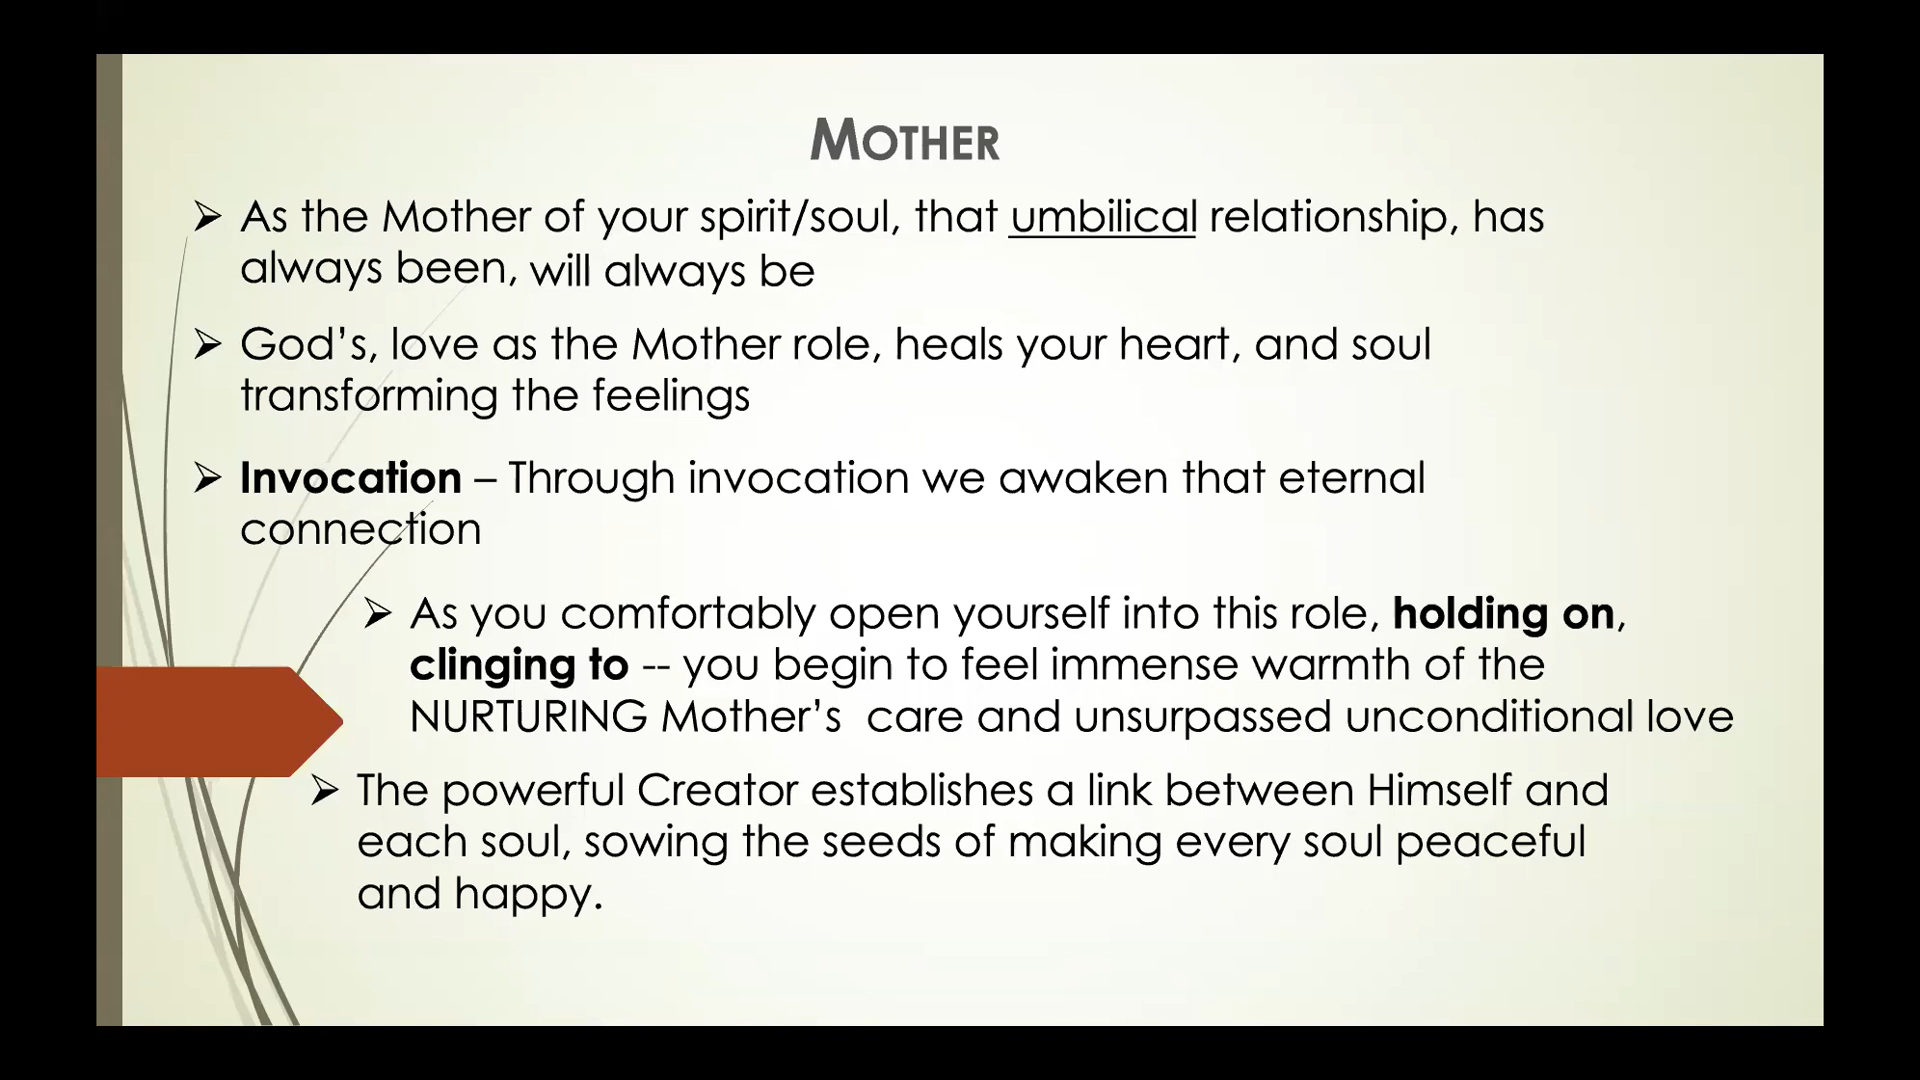 MOTHER
➢ As the Mother of your spirit/soul, that umbilical relationship, has
always been, will always be
➢ God’s, love as the Mother role, heals your heart, and soul
transforming the feelings
➢ Invocation – Through invocation we awaken that eternal
connection
➢ As you comfortably open yourself into this role, holding on,
clinging to -- you begin to feel immense warmth of the
NURTURING Mother’s  care and unsurpassed unconditional love
➢ The powerful Creator establishes a link between Himself and
each soul, sowing the seeds of making every soul peaceful
and happy.